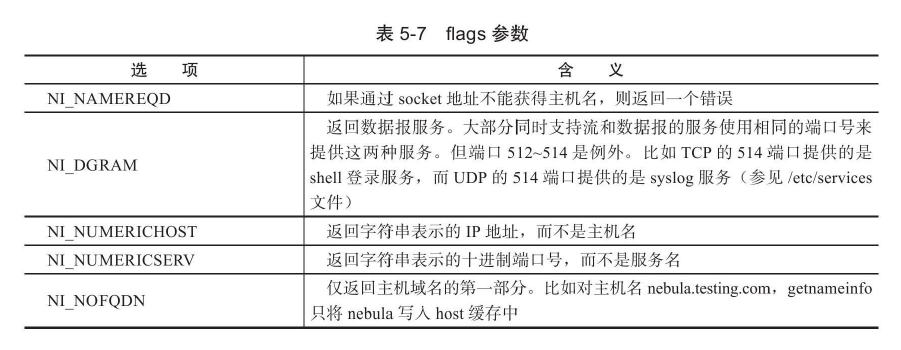 表 5-7 flags 参数
选 项 含 义
NI_NAMEREQD 如果通过 socket 地址不能获得主机名，则返回一个错误
NI_DGRAM 返回数据报服务。大部分同时支持流和数据报的服务使用相同的端口号来
提供这两种服务。但端口 512~514 是例外。比如 TCP 的 514 端口提供的是
shell 登录服务，而 UDP 的 514 端口提供的是 syslog 服务（参见 /etc/services
文件）
NI_NUMERICHOST 返回字符串表示的 IP 地址，而不是主机名
NI_NUMERICSERV 返回字符串表示的十进制端口号，而不是服务名
NI_NOFQDN 仅返回主机域名的第一部分。比如对主机名 nebula.testing.com，getnameinfo
只将 nebula 写入 host 缓存中